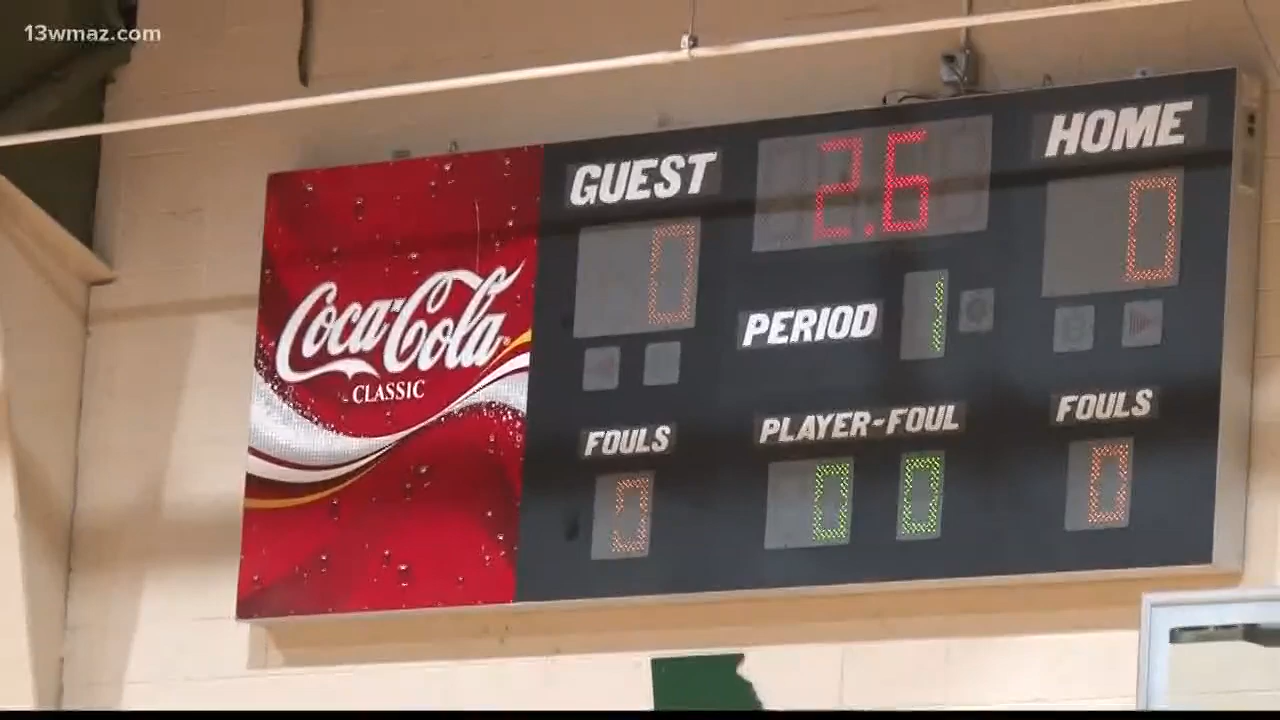 13wmaz.com
Coca-Cola
CLASSIC
GUEST 2.6 HOME
0 0
PERIOD 1
FOULS PLAYER-FOUL FOULS
0 0 0 0